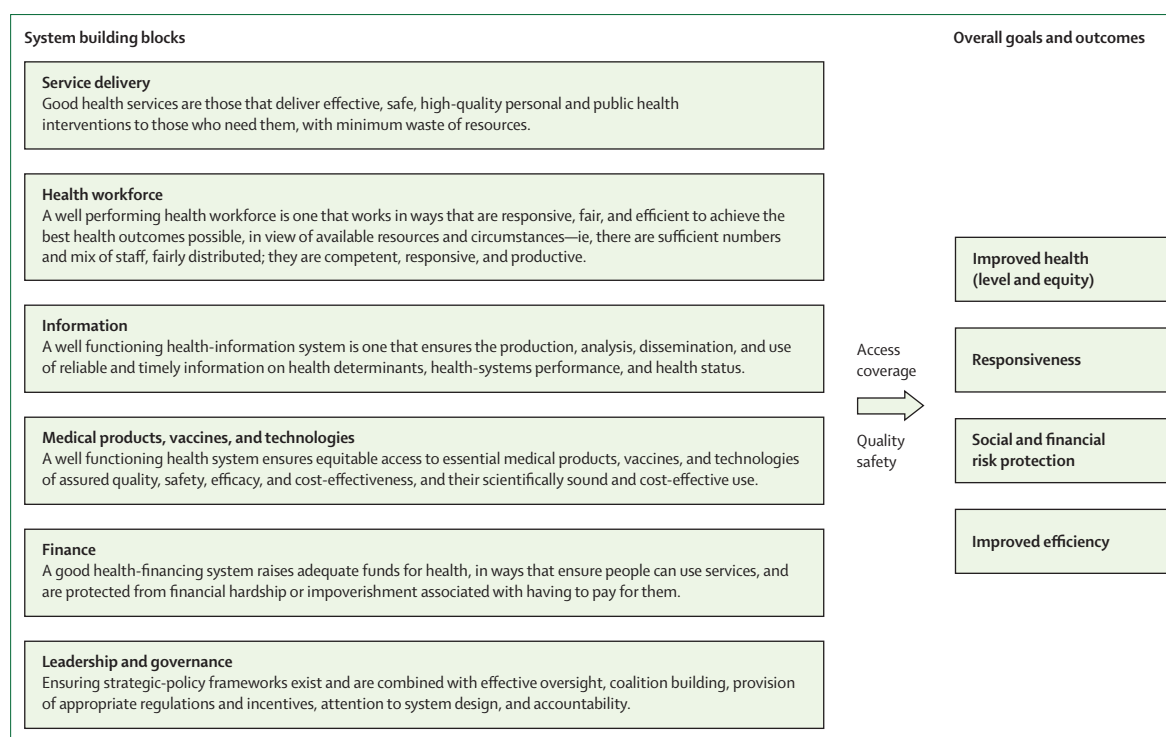 System building blocks
Overall goals and outcomes
Service delivery
Good health services are those that deliver effective, safe, high-quality personal and public health
interventions to those who need them, with minimum waste of resources.
Health workforce
A well performing health workforce is one that works in ways that are responsive, fair, and efficient to achieve the
best health outcomes possible, in view of available resources and circumstances—ie, there are sufficient numbers
and mix of staff, fairly distributed; they are competent, responsive, and productive.
Information
A well functioning health-information system is one that ensures the production, analysis, dissemination, and use
of reliable and timely information on health determinants, health-systems performance, and health status.
Medical products, vaccines, and technologies
A well functioning health system ensures equitable access to essential medical products, vaccines, and technologies
of assured quality, safety, efficacy, and cost-effectiveness, and their scientifically sound and cost-effective use.
Finance
A good health-financing system raises adequate funds for health, in ways that ensure people can use services, and
are protected from financial hardship or impoverishment associated with having to pay for them.
Leadership and governance
Ensuring strategic-policy frameworks exist and are combined with effective oversight, coalition building, provision
of appropriate regulations and incentives, attention to system design, and accountability.
Access
coverage
Quality
safety
Improved health
(level and equity)
Responsiveness
Social and financial
risk protection
Improved efficiency